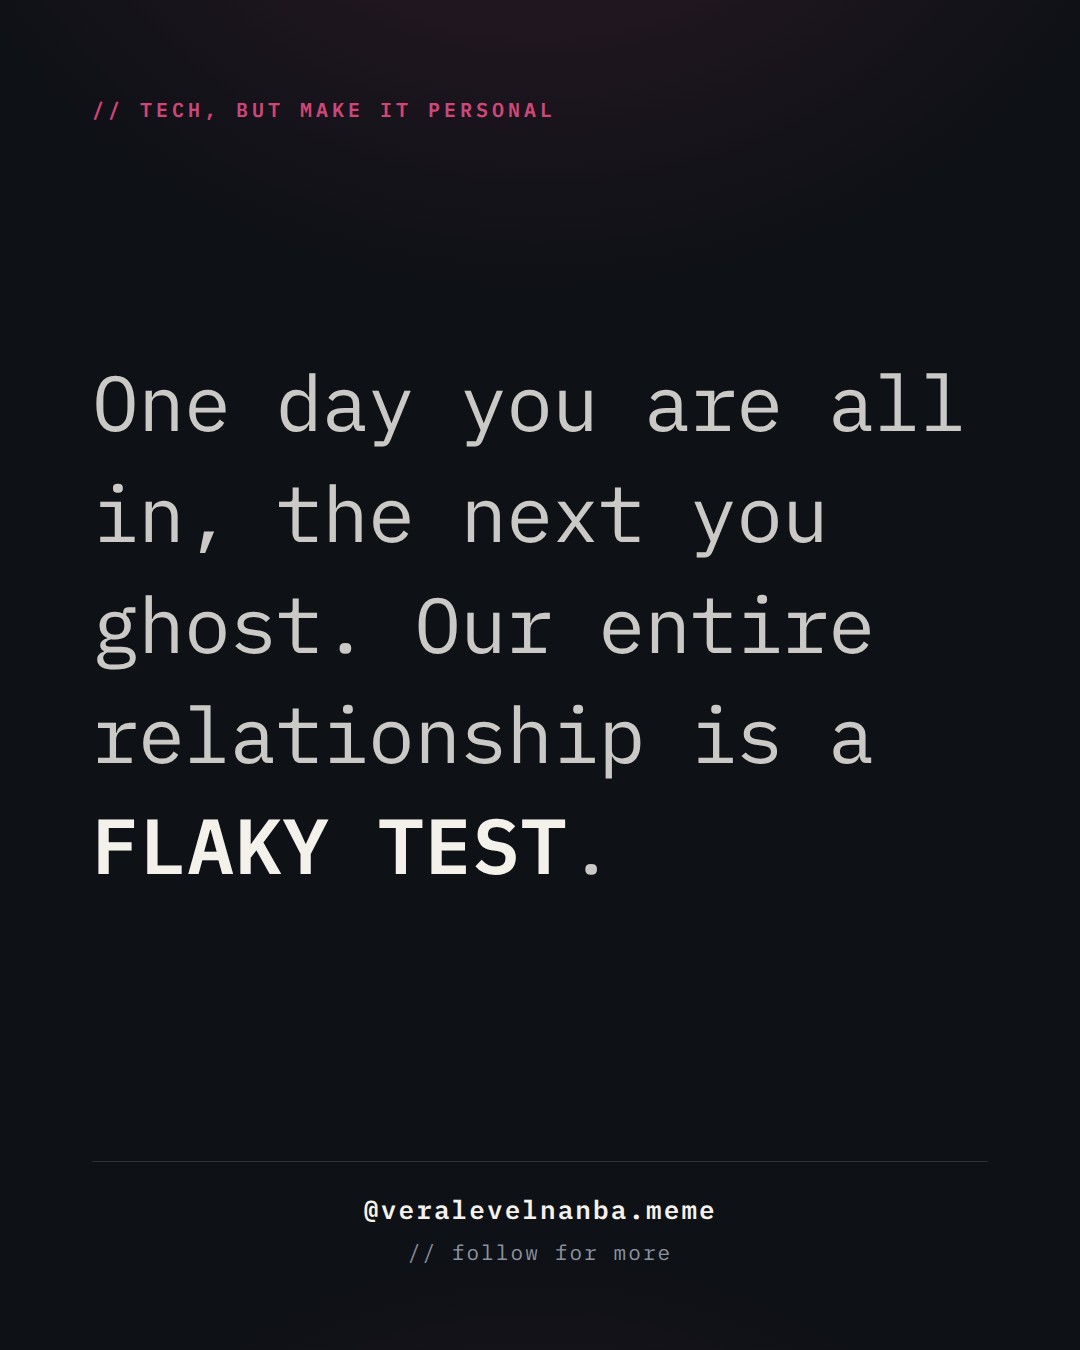 // TECH, BUT MAKE IT PERSONAL
One day you are all
in, the next you
ghost. Our entire
relationship is a
FLAKY TEST.
@veralevelnanba.meme
// follow for more